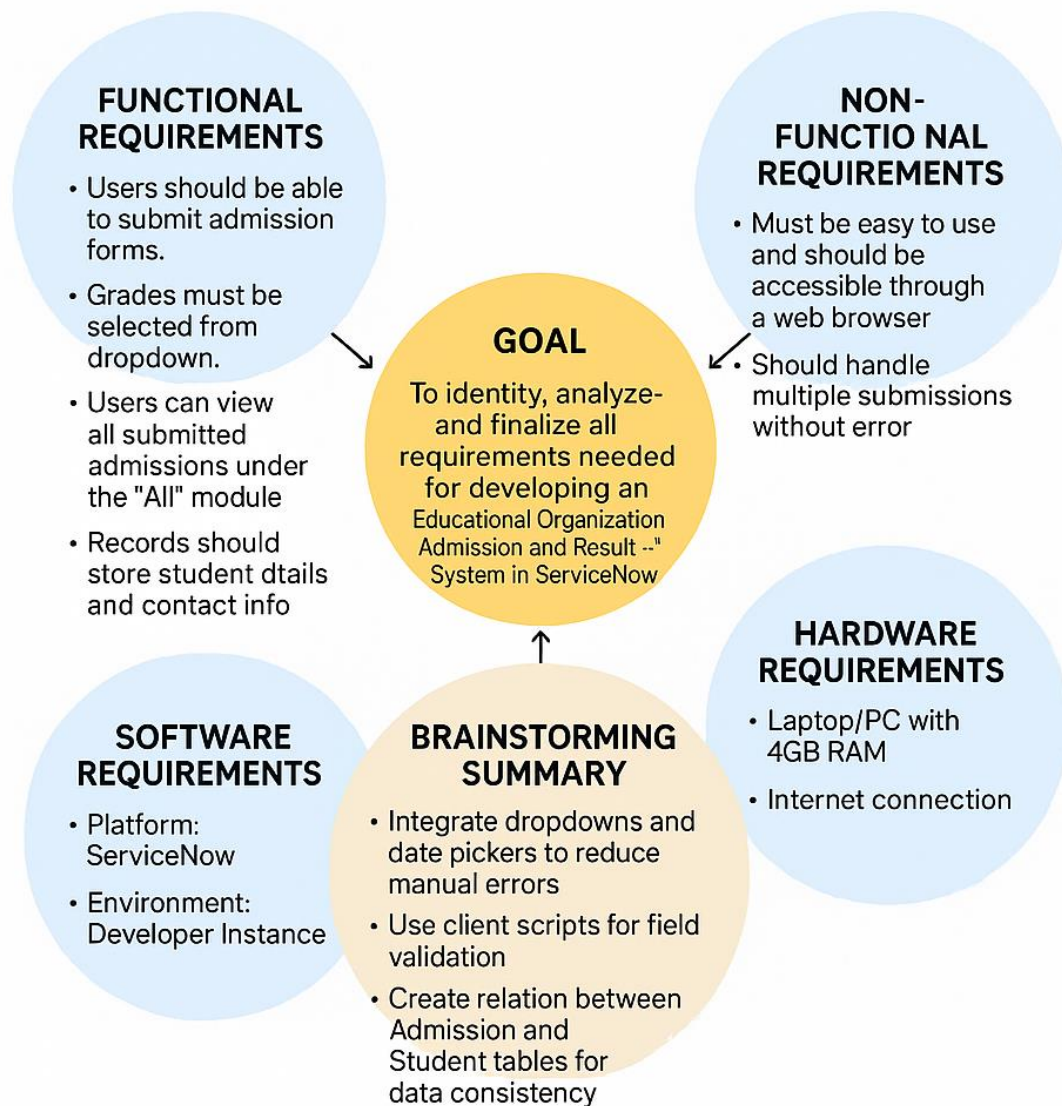 FUNCTIONAL
REQUIREMENTS
• Users should be able
to submit admission
forms.
• Grades must be
selected from
dropdown.
• Users can view
all submitted
admissions under
the "All" module
• Records should
store student dtails
and contact info
NON-
FUNCTIO NAL
REQUIREMENTS
• Must be easy to use
and should be
accessible through
a web browser
• Should handle
multiple submissions
without error
GOAL
To identity, analyze-
and finalize all
requirements needed
for developing an
Educational Organization
Admission and Result --"
System in ServiceNow
SOFTWARE
REQUIREMENTS
• Platform:
ServiceNow
• Environment:
Developer Instance
BRAINSTORMING
SUMMARY
• Integrate dropdowns and
date pickers to reduce
manual errors
• Use client scripts for field
validation
• Create relation between
Admission and
Student tables for
data consistency
HARDWARE
REQUIREMENTS
• Laptop/PC with
4GB RAM
• Internet connection